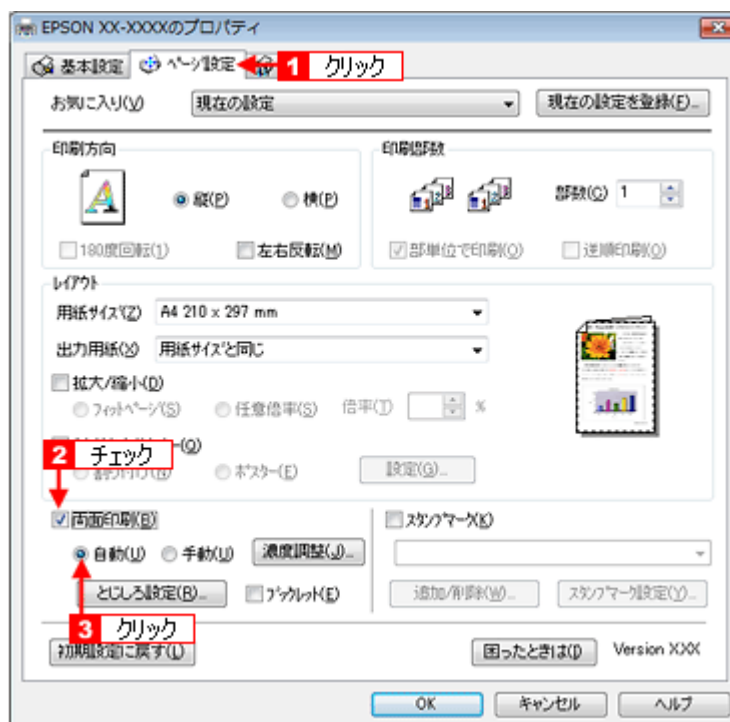 EPSON XX-XXXXのプロパティ
基本設定 ページ設定 1 クリック
お気に入り(V) 現在の設定 現在の設定を登録(F)...
印刷方向 印刷部数
縦(P) 横(P) 部数(C) 1
180度回転(1) 左右反転(M) 部単位で印刷(O) 逆順印刷(O)
レイアウト
用紙サイズ(Z) A4 210 x 297 mm
出力用紙(X) 用紙サイズと同じ
拡大/縮小(D)
フィットページ(S) 任意倍率(S) 倍率(T) %
2 チェック (Q)
割り付け(N) ポスター(E) 設定(G)...
両面印刷(B) スタンプマーク(K)
自動(U) 手動(U) 濃度調整(J)...
とじしろ設定(R)... ブックレット(E) 追加/削除(W)... スタンプマーク設定(Y)...
3 クリック
初期設定に戻す(L) 困ったときは(I) Version X.XX
OK キャンセル ヘルプ